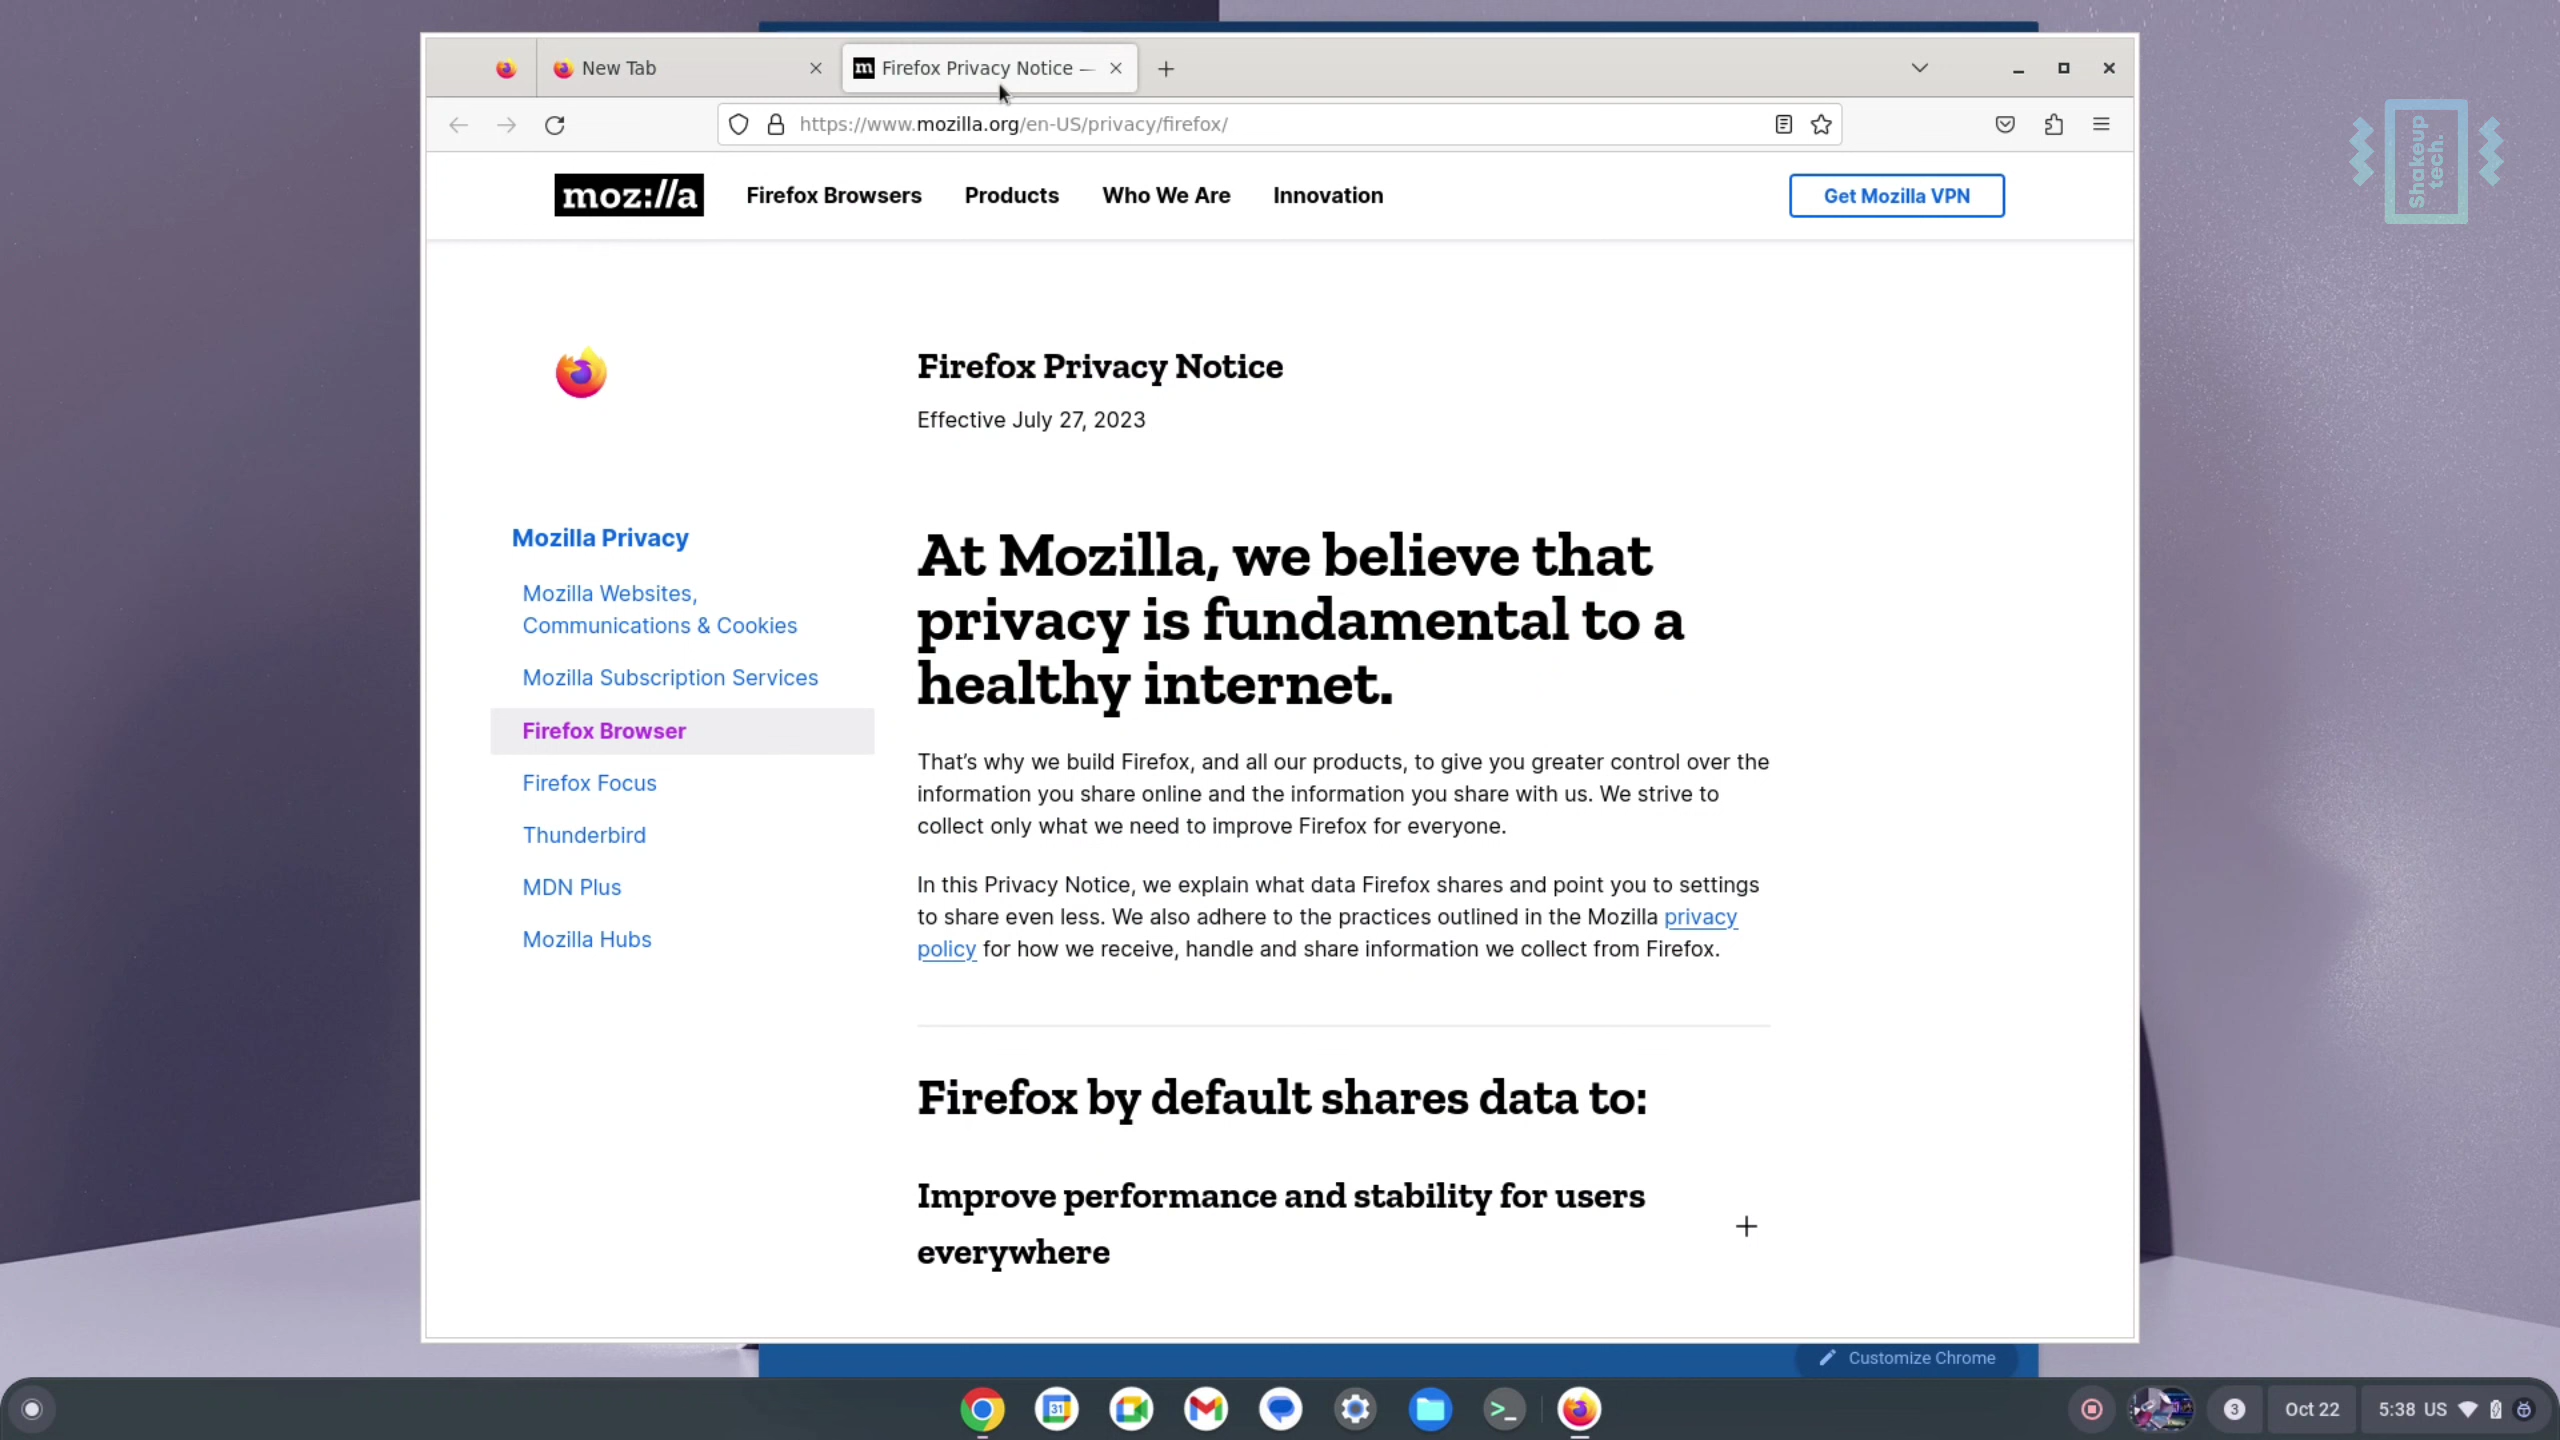 New Tab
Firefox Privacy Notice —
https://www.mozilla.org/en-US/privacy/firefox/
shakeup
tech.
moz://a
Firefox Browsers
Products
Who We Are
Innovation
Get Mozilla VPN
Firefox Privacy Notice
Effective July 27, 2023
Mozilla Privacy
Mozilla Websites,
Communications & Cookies
Mozilla Subscription Services
Firefox Browser
Firefox Focus
Thunderbird
MDN Plus
Mozilla Hubs
At Mozilla, we believe that
privacy is fundamental to a
healthy internet.
That’s why we build Firefox, and all our products, to give you greater control over the
information you share online and the information you share with us. We strive to
collect only what we need to improve Firefox for everyone.
In this Privacy Notice, we explain what data Firefox shares and point you to settings
to share even less. We also adhere to the practices outlined in the Mozilla privacy
policy for how we receive, handle and share information we collect from Firefox.
Firefox by default shares data to:
Improve performance and stability for users
everywhere
Customize Chrome
31
3
Oct 22
5:38 US